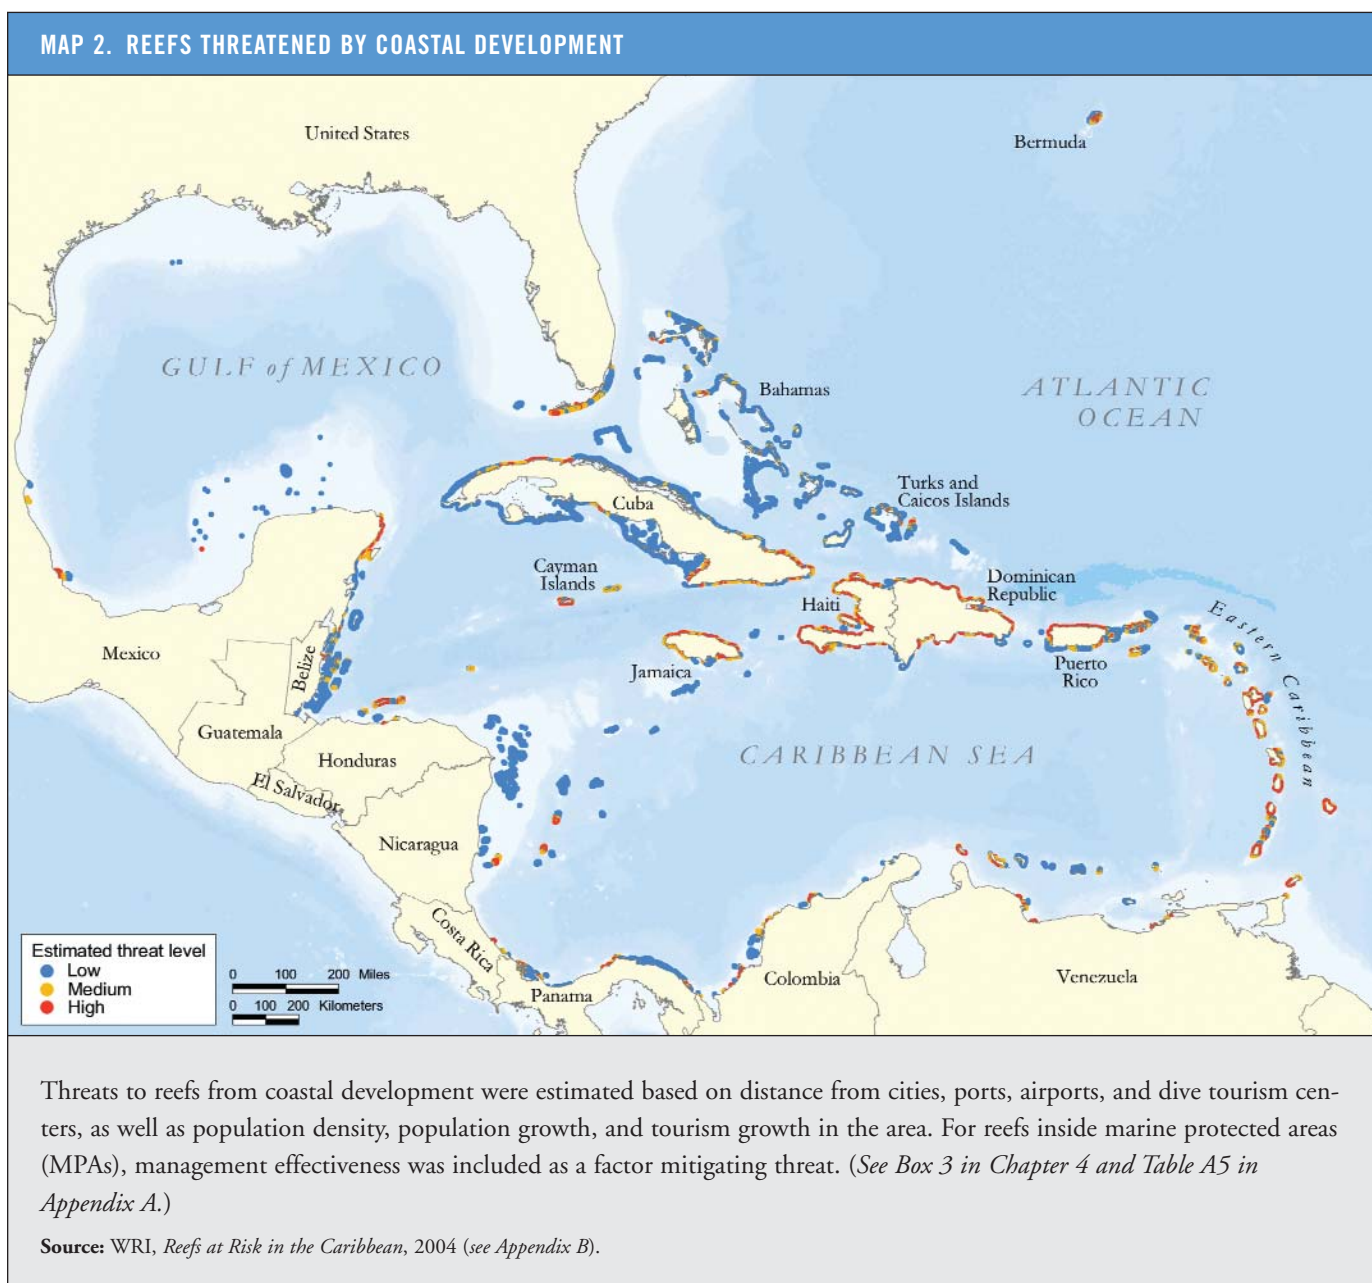 MAP 2. REEFS THREATENED BY COASTAL DEVELOPMENT
United States
Bermuda
GULF of MEXICO
ATLANTIC
OCEAN
Bahamas
Turks and
Caicos Islands
Cuba
Cayman
Islands
Dominican
Republic
Haiti
Eastern Caribbean
Mexico
Belize
Jamaica
Puerto
Rico
Guatemala
Honduras
CARIBBEAN SEA
El Salvador
Nicaragua
Costa Rica
Panama
Colombia
Venezuela
Estimated threat level
Low
Medium
High
0 100 200 Miles
0 100 200 Kilometers
Threats to reefs from coastal development were estimated based on distance from cities, ports, airports, and dive tourism cen-
ters, as well as population density, population growth, and tourism growth in the area. For reefs inside marine protected areas
(MPAs), management effectiveness was included as a factor mitigating threat. (See Box 3 in Chapter 4 and Table A5 in
Appendix A.)
Source: WRI, Reefs at Risk in the Caribbean, 2004 (see Appendix B).